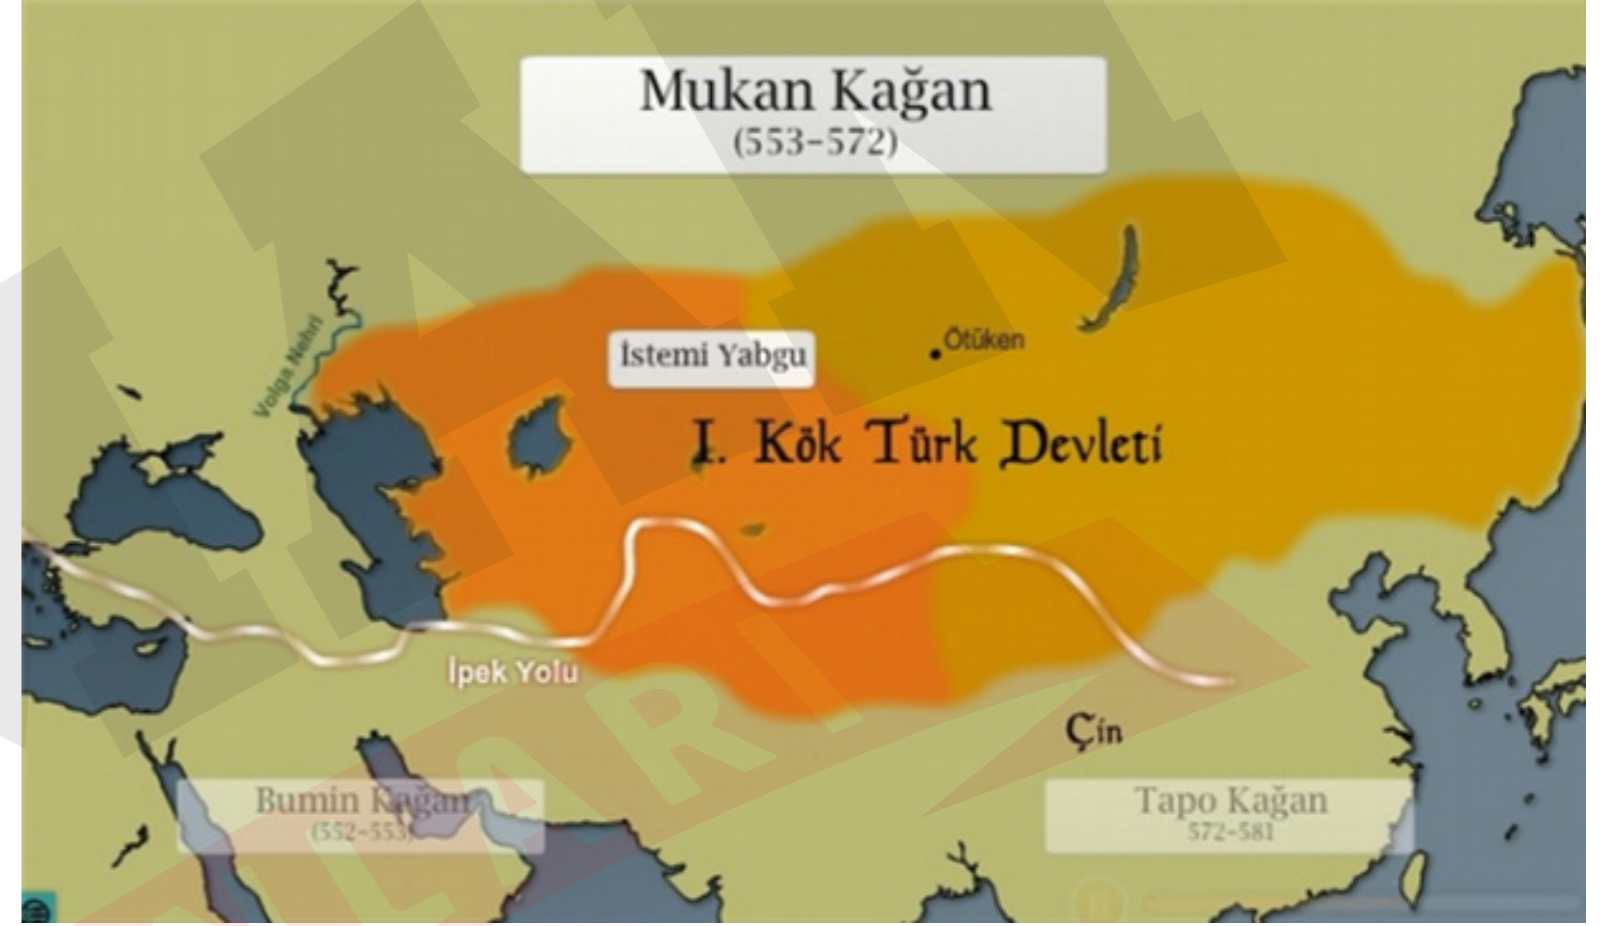 Mukan Kağan
(553-572)
Volga Nehri
İstemi Yabgu
Ötüken
I. Kök Türk Devleti
İpek Yolu
Çin
Bumin Kağan
(552-553)
Tapo Kağan
572-581